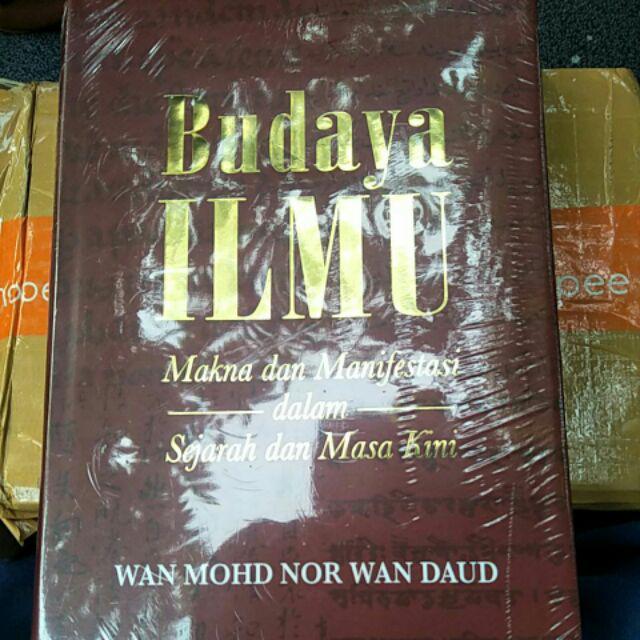 Budaya
ILMU
Makna dan Manifestasi
dalam
Sejarah dan Masa Kini
WAN MOHD NOR WAN DAUD